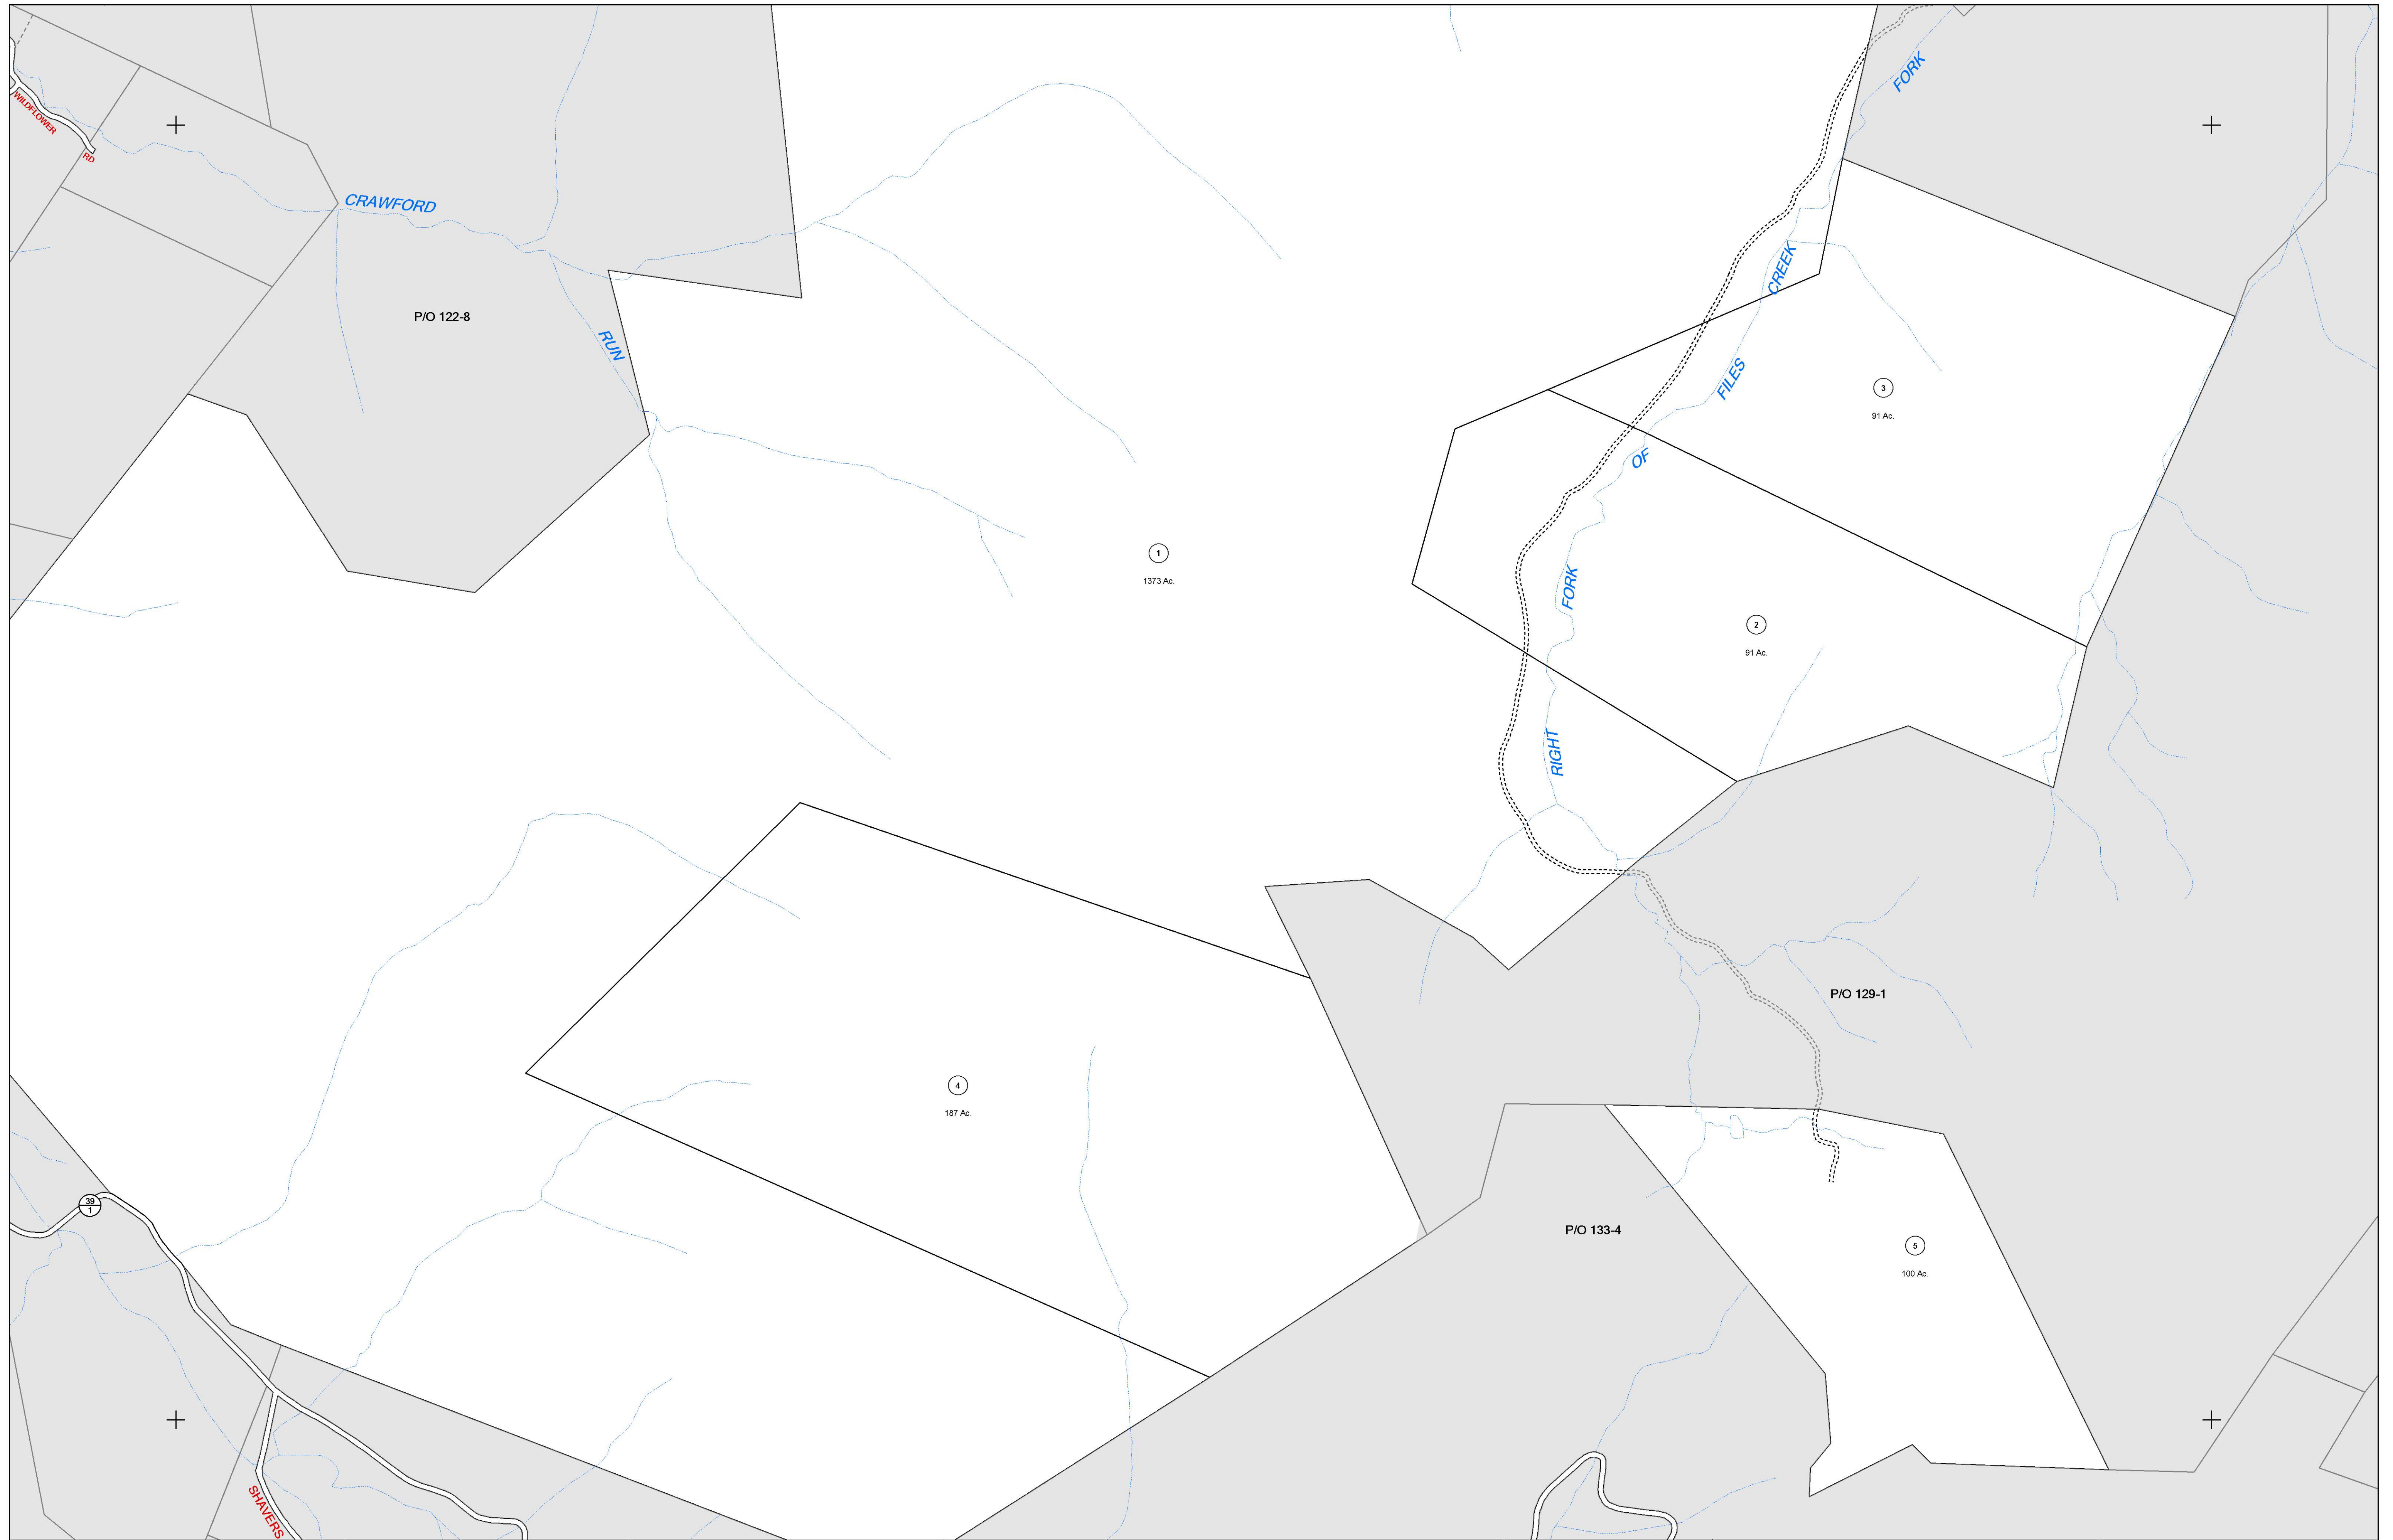 FORK
WILDFLOWER
RD
CRAWFORD
CREEK
P/O 122-8
RUN
FILES
3
91 Ac.
OF
1
1373 Ac.
FORK
2
91 Ac.
RIGHT
P/O 129-1
4
187 Ac.
39
1
P/O 133-4
5
100 Ac.
SHAVERS